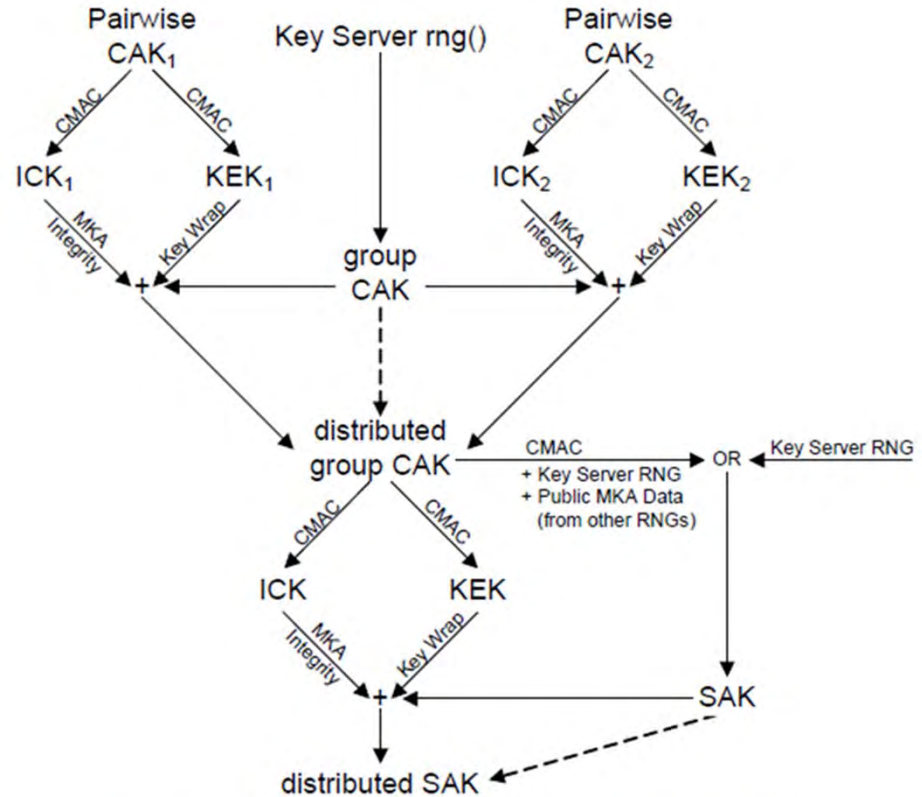 Pairwise
CAK₁
Key Server rng()
Pairwise
CAK₂
CMAC
CMAC
CMAC
CMAC
ICK₁
KEK₁
ICK₂
KEK₂
MKA
Integrity
Key Wrap
MKA
Integrity
Key Wrap
group
CAK
+
+
distributed
group CAK
CMAC
+ Key Server RNG
+ Public MKA Data
(from other RNGs)
OR
Key Server RNG
CMAC
CMAC
ICK
KEK
MKA
Integrity
Key Wrap
+
SAK
distributed SAK